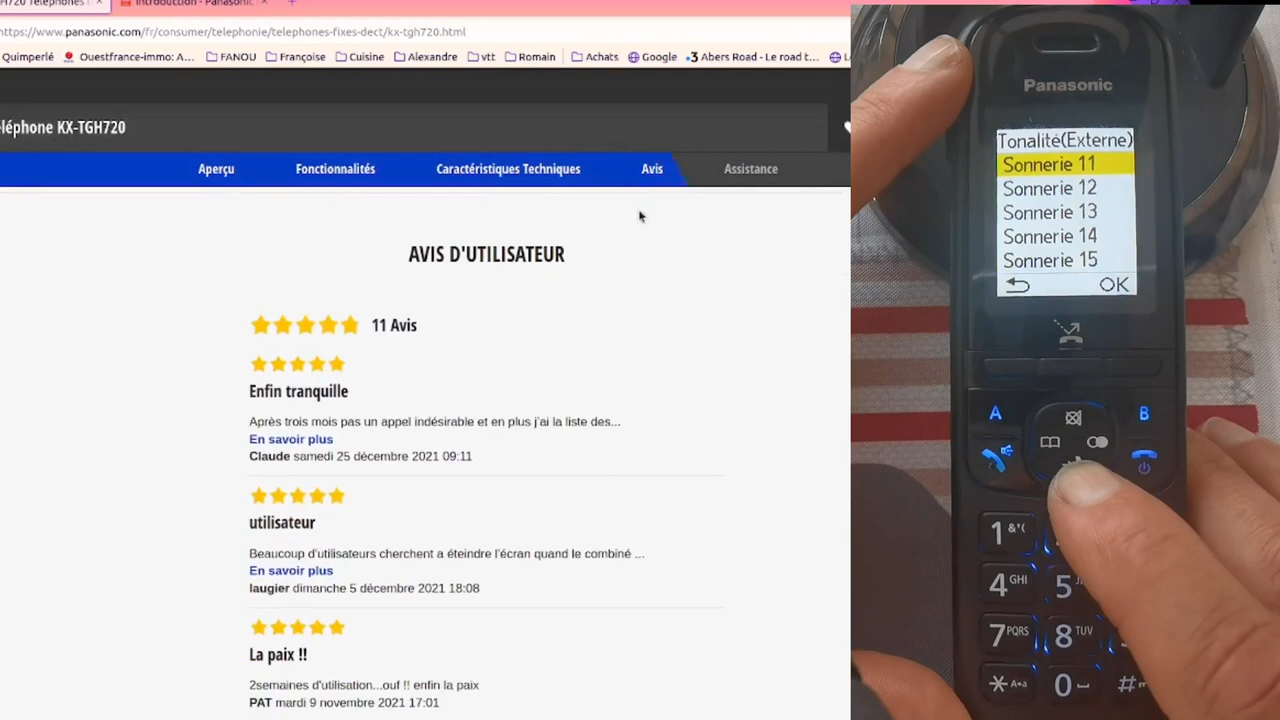 H720 Téléphones
Introduction - Panasonic
https://www.panasonic.com/fr/consumer/telephonie/telephones-fixes-dect/kx-tgh720.html
Quimperlé Ouestfrance-immo: A... FANOU Françoise Cuisine Alexandre vtt Romain Achats Google Abers Road - Le road t...
éléphone KX-TGH720
Aperçu Fonctionnalités Caractéristiques Techniques Avis Assistance
AVIS D'UTILISATEUR
11 Avis
Enfin tranquille
Après trois mois pas un appel indésirable et en plus j'ai la liste des...
En savoir plus
Claude samedi 25 décembre 2021 09:11
utilisateur
Beaucoup d'utilisateurs cherchent a éteindre l'écran quand le combiné ...
En savoir plus
laugier dimanche 5 décembre 2021 18:08
La paix !!
2semaines d'utilisation...ouf !! enfin la paix
PAT mardi 9 novembre 2021 17:01
Panasonic
Tonalité(Externe)
Sonnerie 11
Sonnerie 12
Sonnerie 13
Sonnerie 14
Sonnerie 15
OK
A B
1 &'(
4 GHI 5
7 PQRS 8 TUV
* A→a 0 #